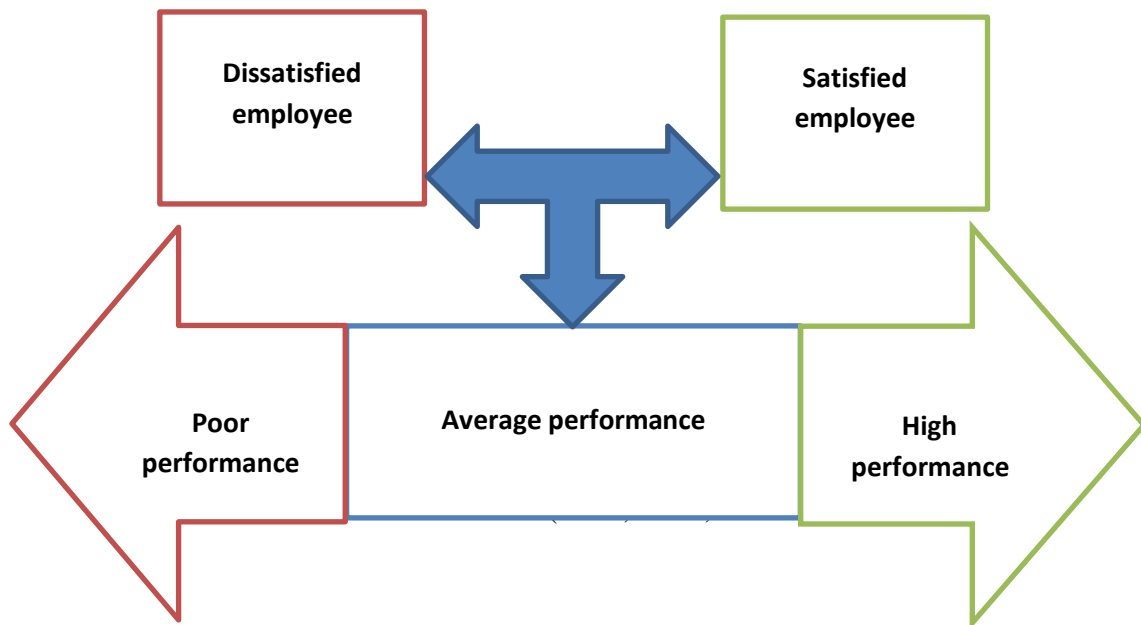 Dissatisfied
employee
Satisfied
employee
Poor
performance
Average performance
High
performance